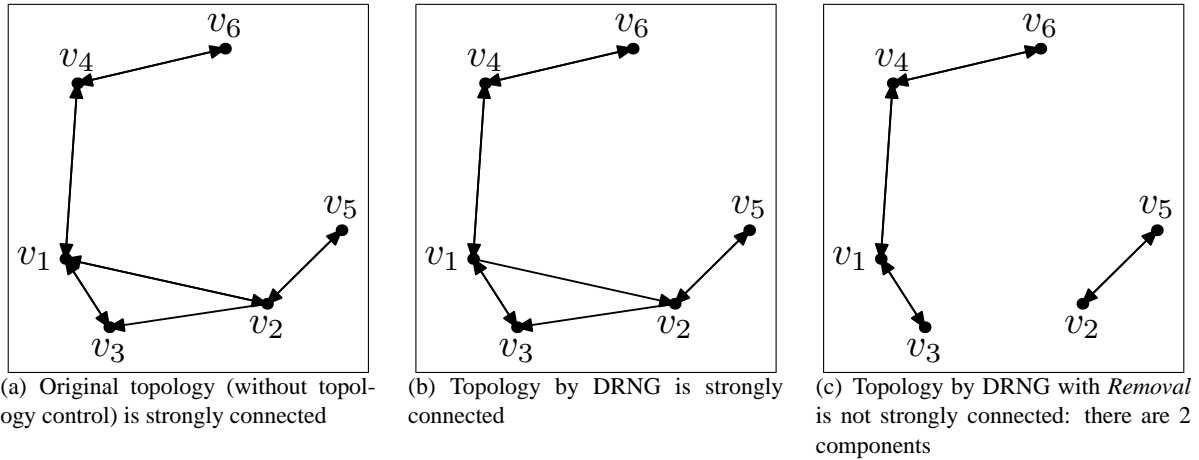 v6
v4
v5
v1
v2
v3
(a) Original topology (without topol-
ogy control) is strongly connected
v6
v4
v5
v1
v2
v3
(b) Topology by DRNG is strongly
connected
v6
v4
v5
v1
v2
v3
(c) Topology by DRNG with Removal
is not strongly connected: there are 2
components